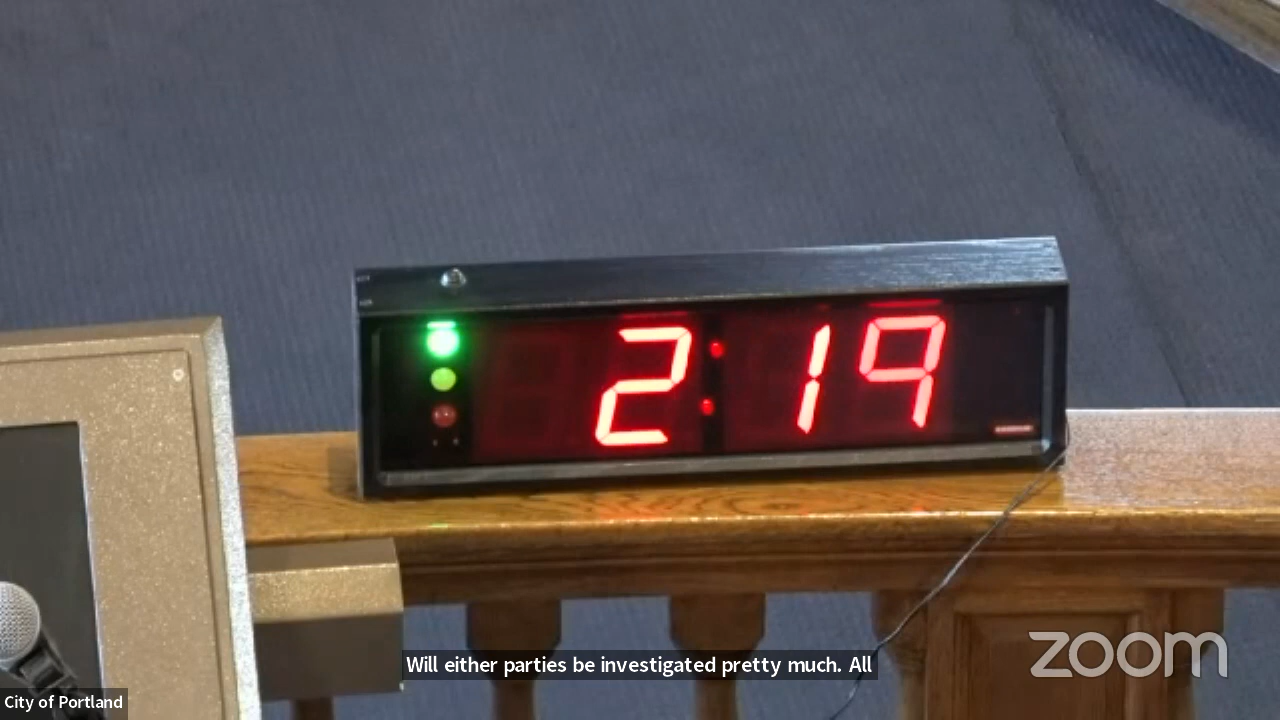 2:19
Will either parties be investigated pretty much. All
zoom
City of Portland